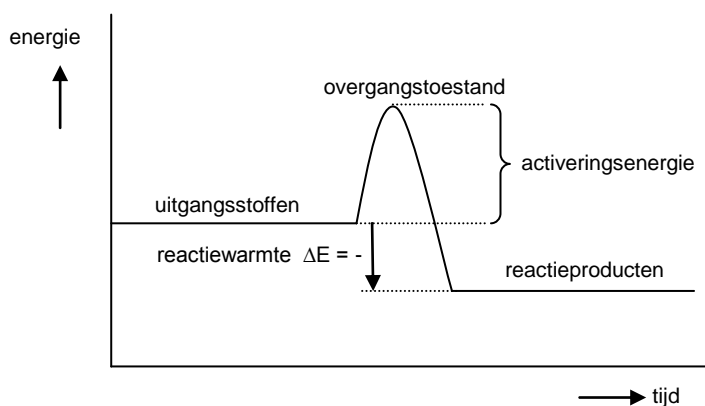 energie
overgangstoestand
activeringsenergie
uitgangsstoffen
reactiewarmte ΔE = -
reactieproducten
tijd